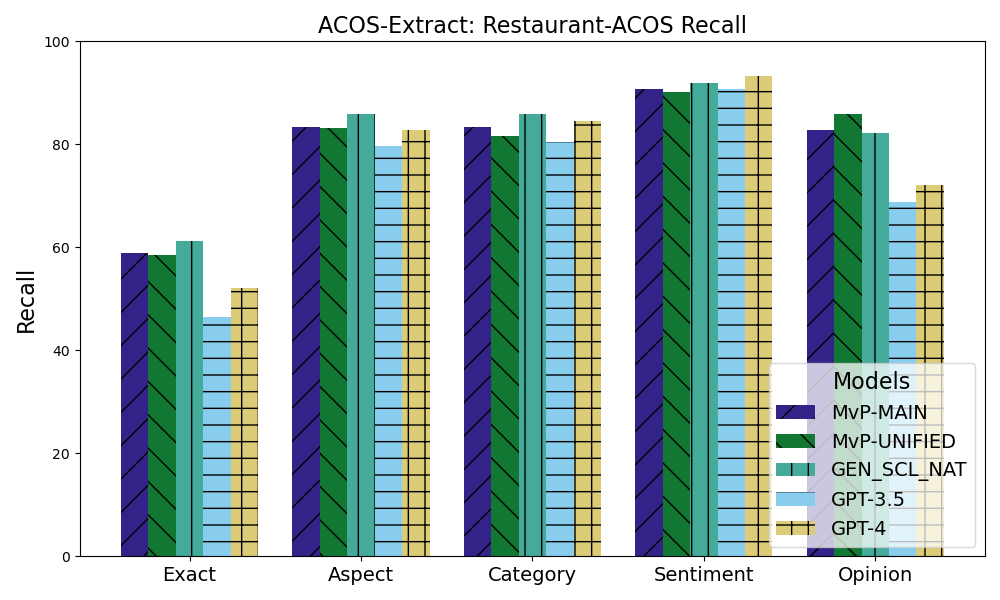 ACOS-Extract: Restaurant-ACOS Recall
100
80
60
40
20
0
Recall
Exact
Aspect
Category
Sentiment
Opinion
Models
MvP-MAIN
MvP-UNIFIED
GEN_SCL_NAT
GPT-3.5
GPT-4